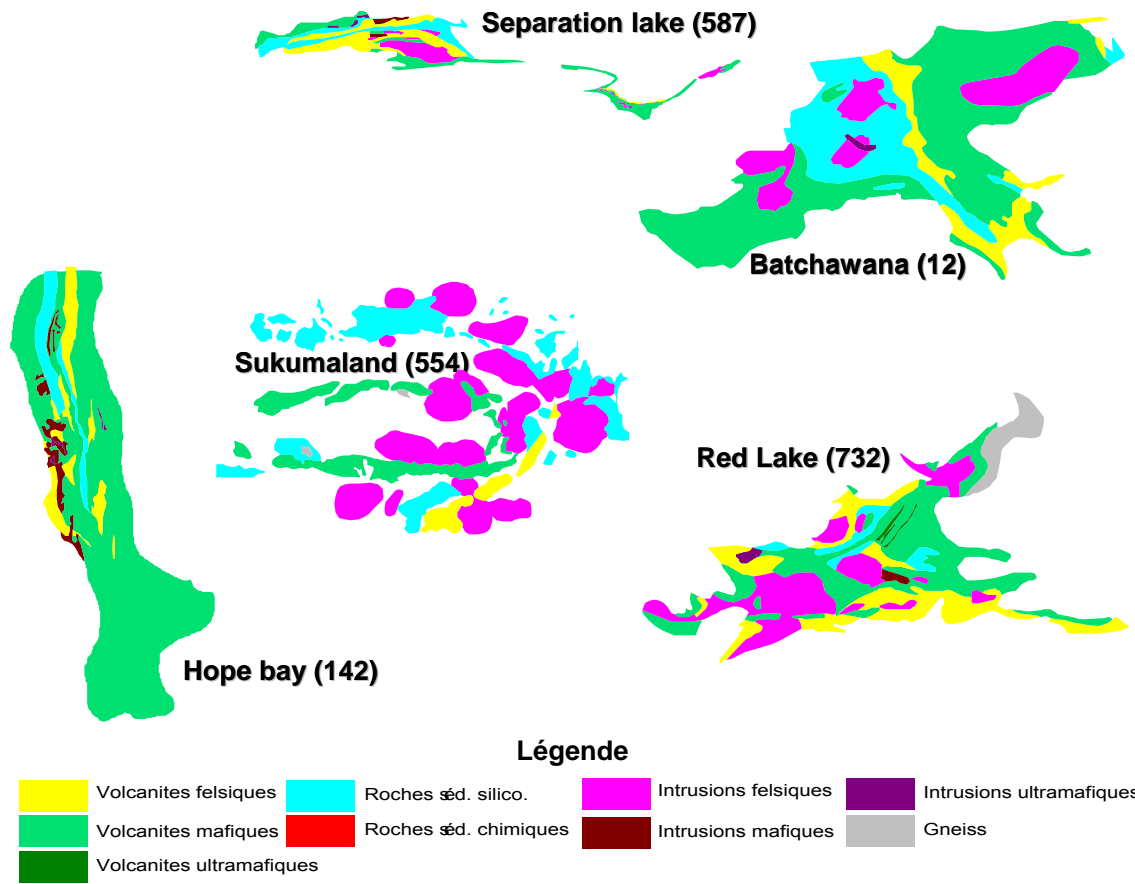 Separation lake (587)
Batchawana (12)
Sukumaland (554)
Red Lake (732)
Hope bay (142)
Légende
Volcanites felsiques
Roches séd. silico.
Intrusions felsiques
Intrusions ultramafiques
Volcanites mafiques
Roches séd. chimiques
Intrusions mafiques
Gneiss
Volcanites ultramafiques